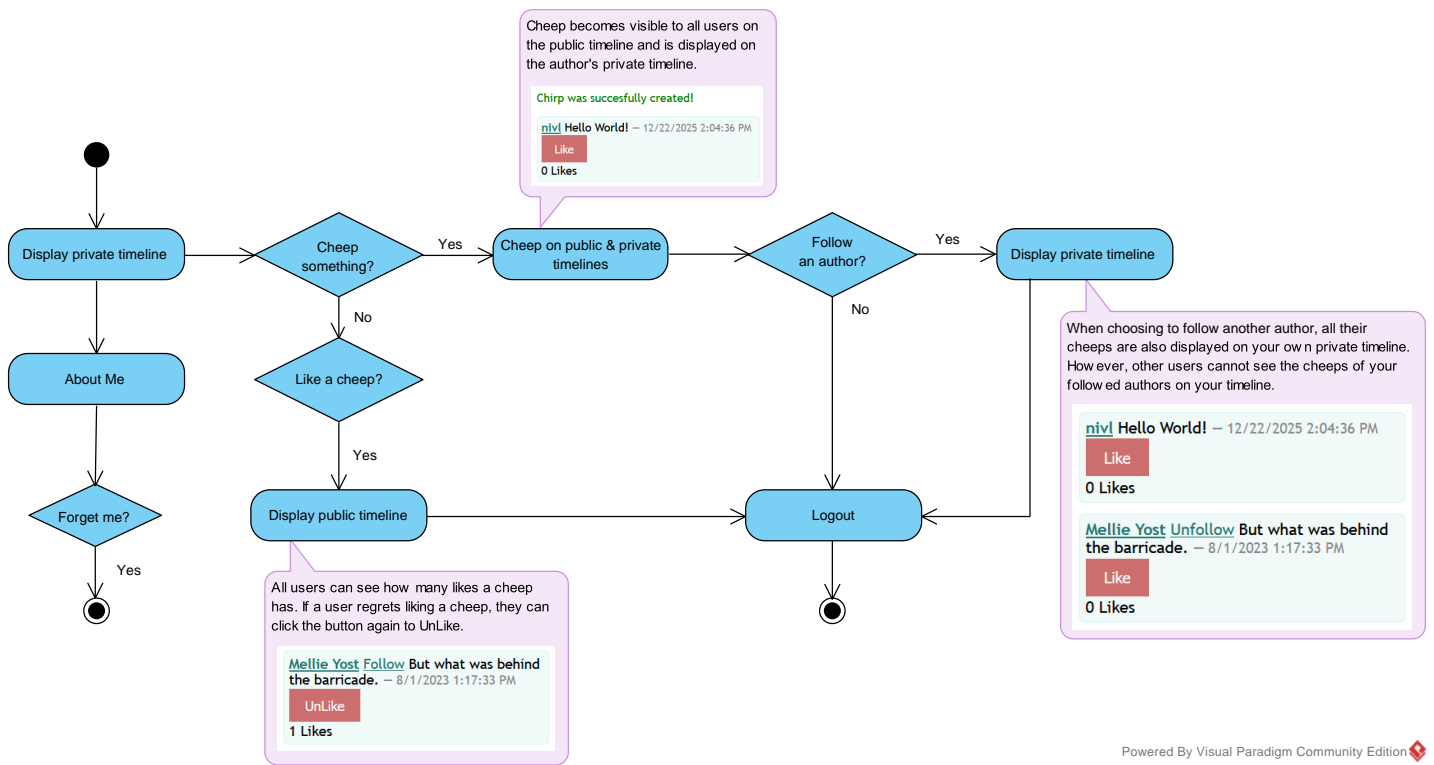 Cheep becomes visible to all users on
the public timeline and is displayed on
the author's private timeline.
Chirp was succesfully created!
nivl Hello World! — 12/22/2025 2:04:36 PM
Like
0 Likes
Display private timeline
Cheep
something?
Yes
Cheep on public & private
timelines
Follow
an author?
Yes
Display private timeline
No
No
When choosing to follow another author, all their
cheeps are also displayed on your own private timeline.
However, other users cannot see the cheeps of your
followed authors on your timeline.
nivl Hello World! — 12/22/2025 2:04:36 PM
Like
0 Likes
Mellie Yost Unfollow But what was behind
the barricade. — 8/1/2023 1:17:33 PM
Like
0 Likes
About Me
Like a cheep?
Yes
Forget me?
Display public timeline
Logout
Yes
All users can see how many likes a cheep
has. If a user regrets liking a cheep, they can
click the button again to UnLike.
Mellie Yost Follow But what was behind
the barricade. — 8/1/2023 1:17:33 PM
UnLike
1 Likes
Powered By Visual Paradigm Community Edition